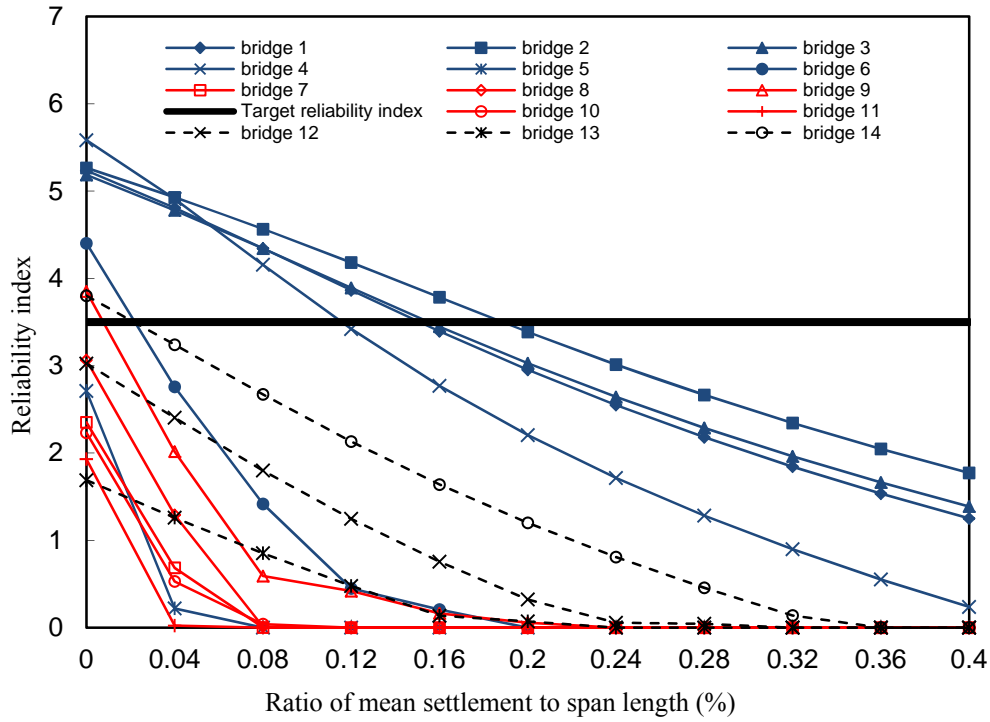 7
bridge 1 bridge 2 bridge 3
bridge 4 bridge 5 bridge 6
bridge 7 bridge 8 bridge 9
Target reliability index bridge 10 bridge 11
bridge 12 bridge 13 bridge 14
6
5
4
3
2
1
0
Reliability index
0 0.04 0.08 0.12 0.16 0.2 0.24 0.28 0.32 0.36 0.4
Ratio of mean settlement to span length (%)